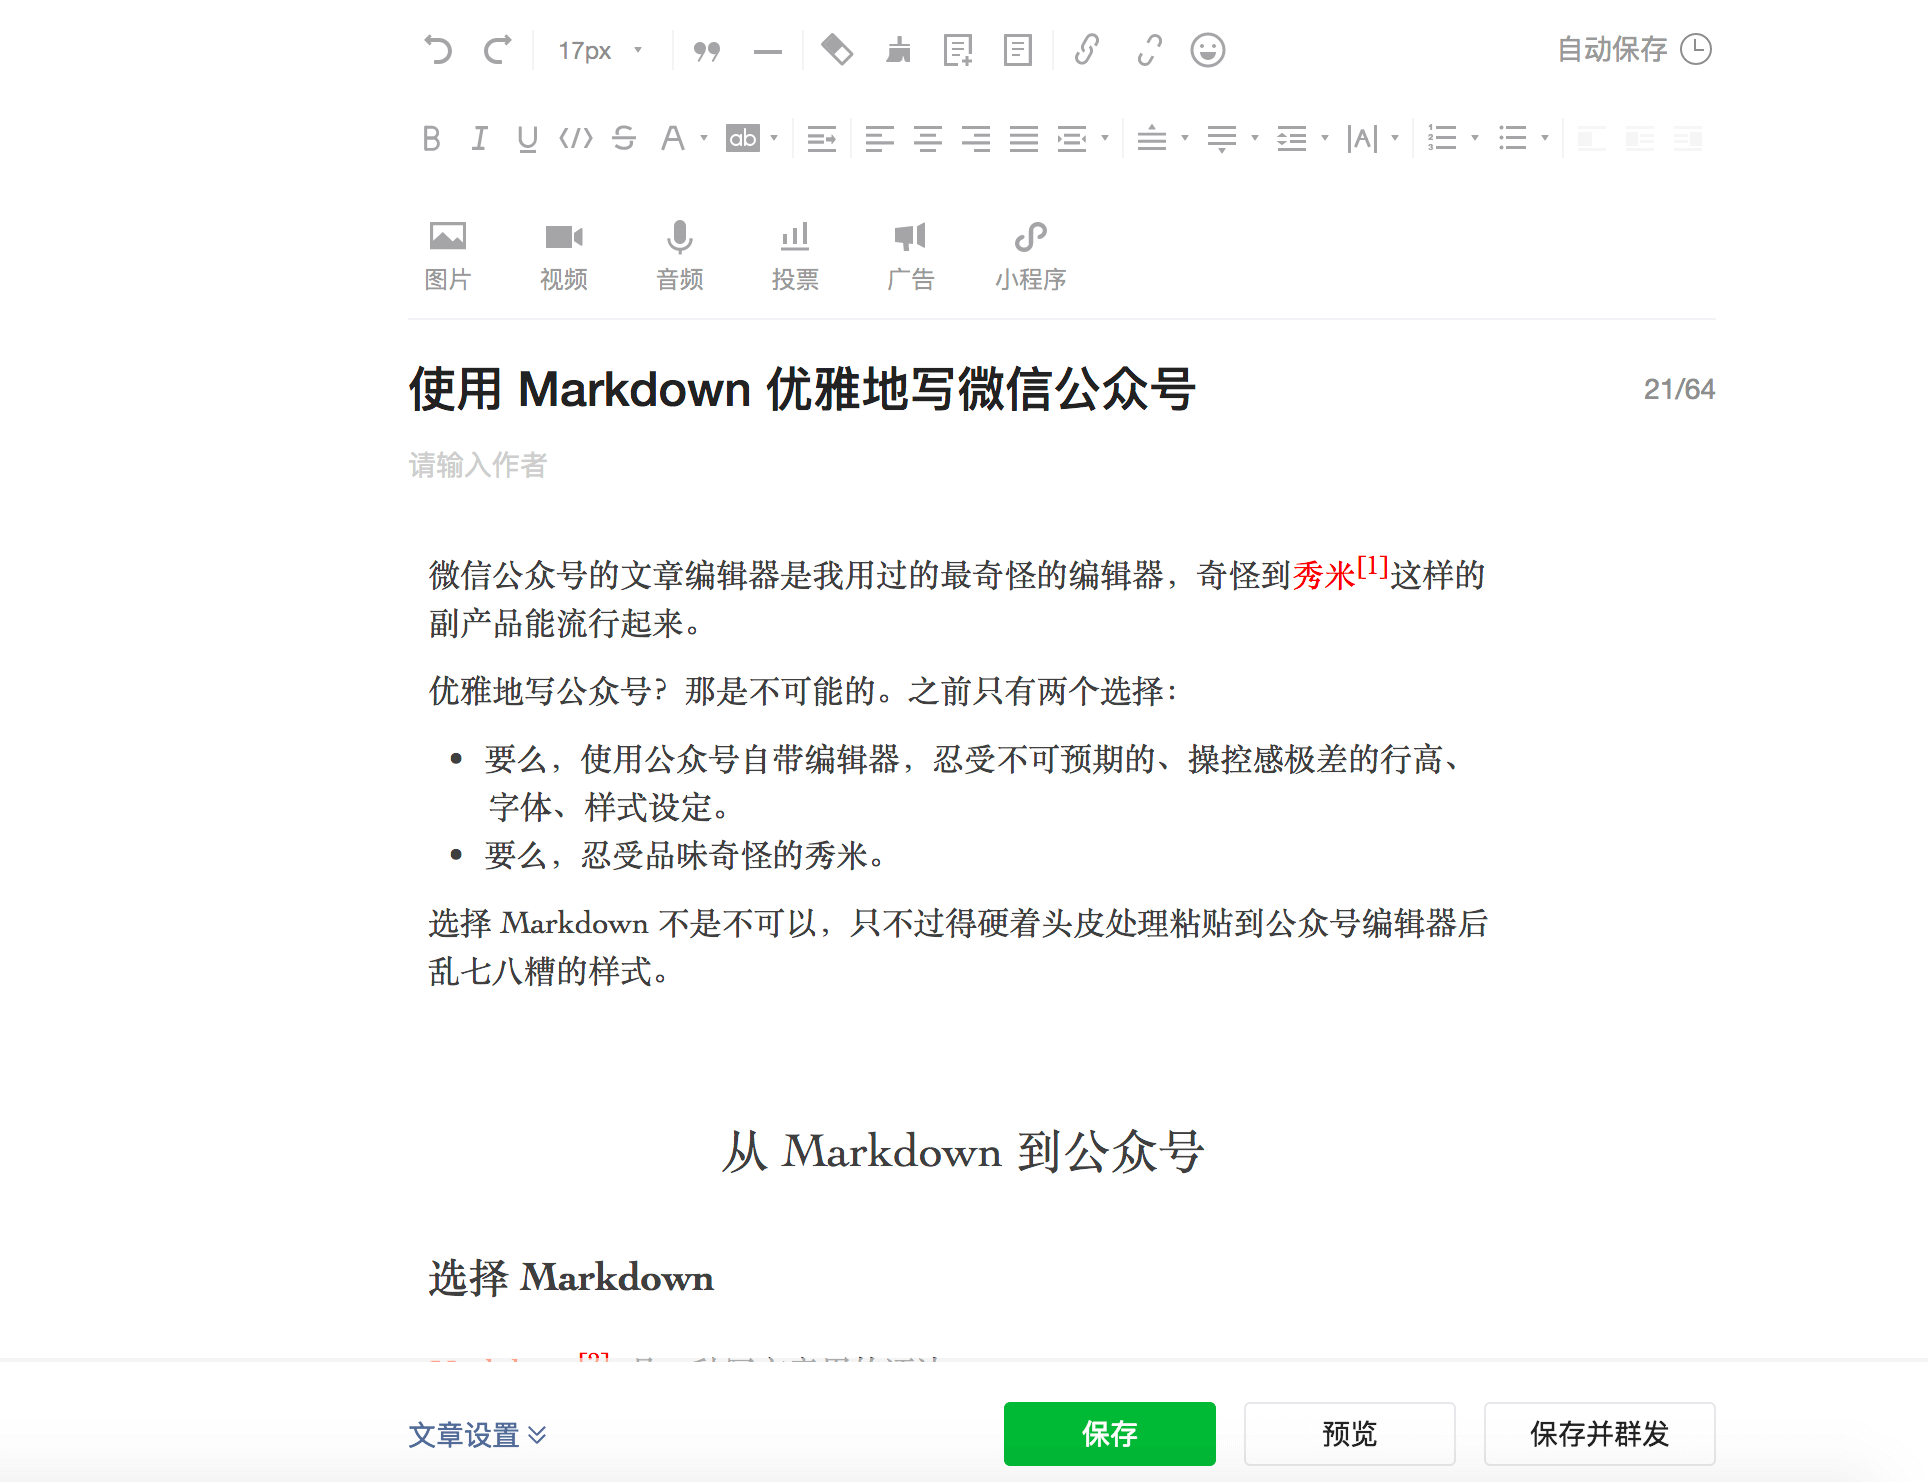 17px
自动保存
B I U </> S A ab
图片 视频 音频 投票 广告 小程序
使用 Markdown 优雅地写微信公众号
21/64
请输入作者
微信公众号的文章编辑器是我用过的最奇怪的编辑器，奇怪到秀米[1]这样的
副产品能流行起来。
优雅地写公众号？那是不可能的。之前只有两个选择：
• 要么，使用公众号自带编辑器，忍受不可预期的、操控感极差的行高、
字体、样式设定。
• 要么，忍受品味奇怪的秀米。
选择 Markdown 不是不可以，只不过得硬着头皮处理粘贴到公众号编辑器后
乱七八糟的样式。
从 Markdown 到公众号
选择 Markdown
文章设置
保存
预览
保存并群发